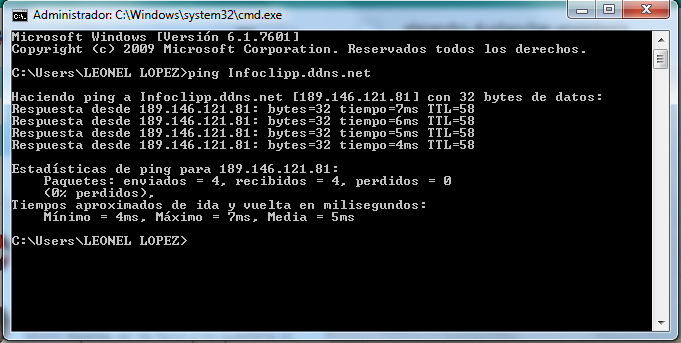 Administrador: C:\Windows\system32\cmd.exe
Microsoft Windows [Versión 6.1.7601]
Copyright (c) 2009 Microsoft Corporation. Reservados todos los derechos.
C:\Users\LEONEL LOPEZ>ping Infoclipp.ddns.net
Haciendo ping a Infoclipp.ddns.net [189.146.121.81] con 32 bytes de datos:
Respuesta desde 189.146.121.81: bytes=32 tiempo=7ms TTL=58
Respuesta desde 189.146.121.81: bytes=32 tiempo=6ms TTL=58
Respuesta desde 189.146.121.81: bytes=32 tiempo=5ms TTL=58
Respuesta desde 189.146.121.81: bytes=32 tiempo=4ms TTL=58
Estadísticas de ping para 189.146.121.81:
Paquetes: enviados = 4, recibidos = 4, perdidos = 0
(0% perdidos),
Tiempos aproximados de ida y vuelta en milisegundos:
Mínimo = 4ms, Máximo = 7ms, Media = 5ms
C:\Users\LEONEL LOPEZ>